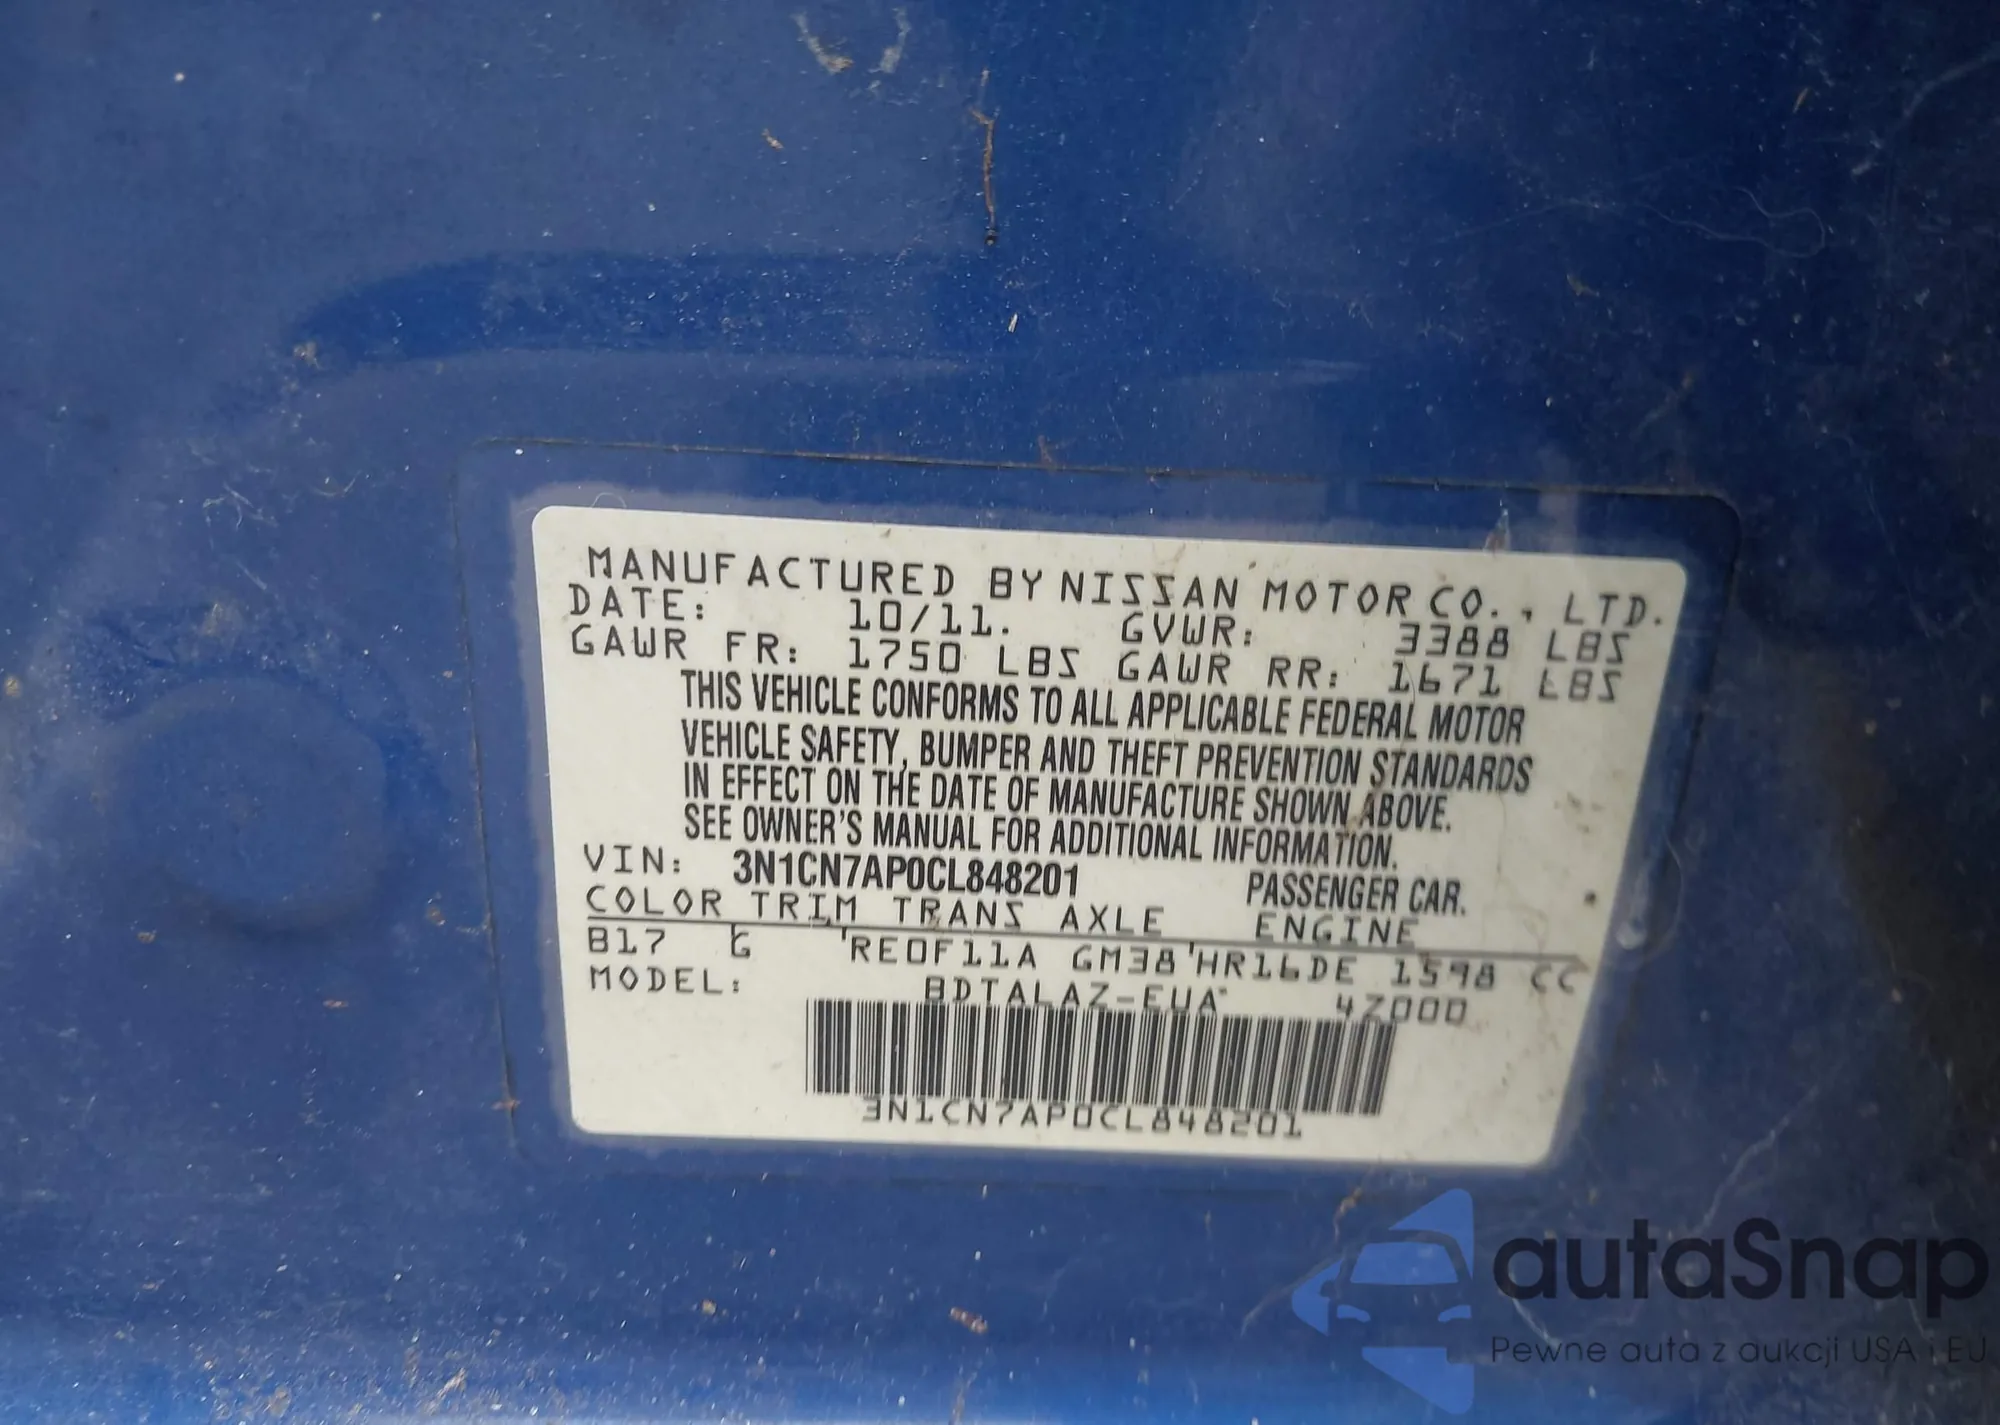 MANUFACTURED BY NISSAN MOTOR CO., LTD.
DATE: 10/11. GVWR: 3388 LBS
GAWR FR: 1750 LBS GAWR RR: 1671 LBS
THIS VEHICLE CONFORMS TO ALL APPLICABLE FEDERAL MOTOR
VEHICLE SAFETY, BUMPER AND THEFT PREVENTION STANDARDS
IN EFFECT ON THE DATE OF MANUFACTURE SHOWN ABOVE.
SEE OWNER'S MANUAL FOR ADDITIONAL INFORMATION.
VIN: 3N1CN7AP0CL848201 PASSENGER CAR.
COLOR TRIM TRANS AXLE ENGINE
B17 G RE0F11A GM38 HR16DE 1598 CC
MODEL: BDTALAZ-EUA 4Z000
3N1CN7AP0CL848201
autaSnap
Pewne auta z aukcji USA i EU